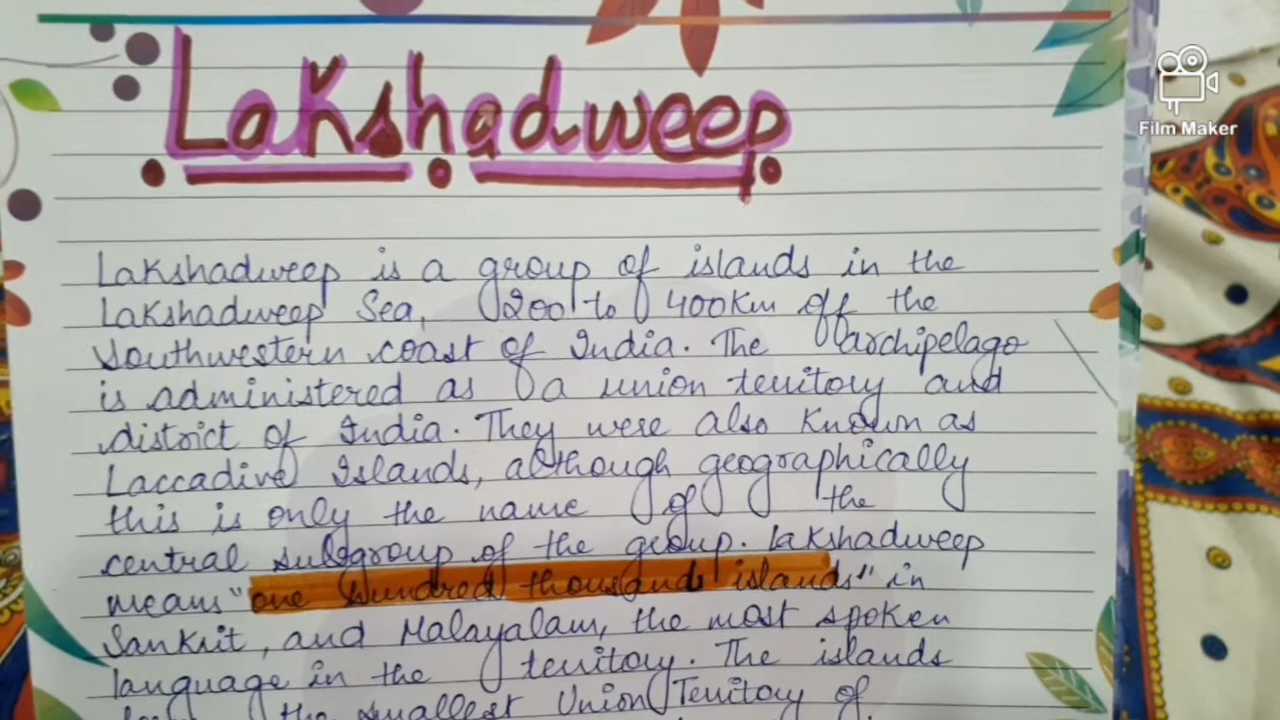 Lakshadweep
Film Maker
Lakshadweep is a group of islands in the
Lakshadweep Sea, 200 to 400 km off the
Southwestern coast of India. The archipelago
is administered as a union territory and
district of India. They were also known as
Laccadive Islands, although geographically
this is only the name of the
central subgroup of the group. Lakshadweep
means "one hundred thousand islands" in
Sanksrit, and Malayalam, the most spoken
language in the territory. The islands
the smallest Union Territory of